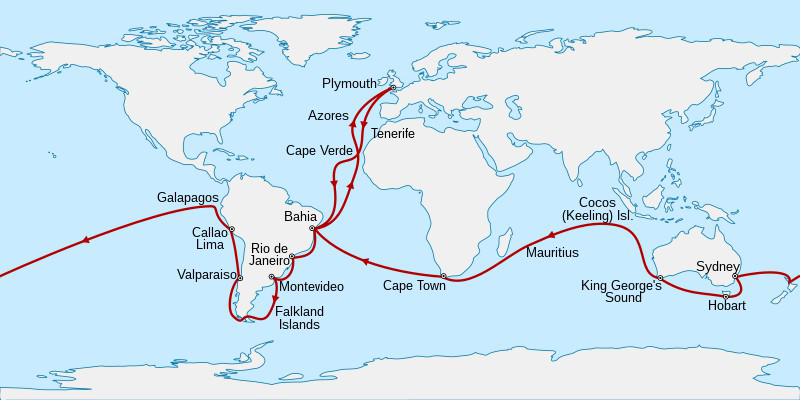 Plymouth
Azores
Tenerife
Cape Verde
Galapagos
Cocos
(Keeling) Isl.
Bahia
Callao
Lima
Rio de
Janeiro
Mauritius
Sydney
Valparaiso
Montevideo
Cape Town
King George's
Sound
Hobart
Falkland
Islands